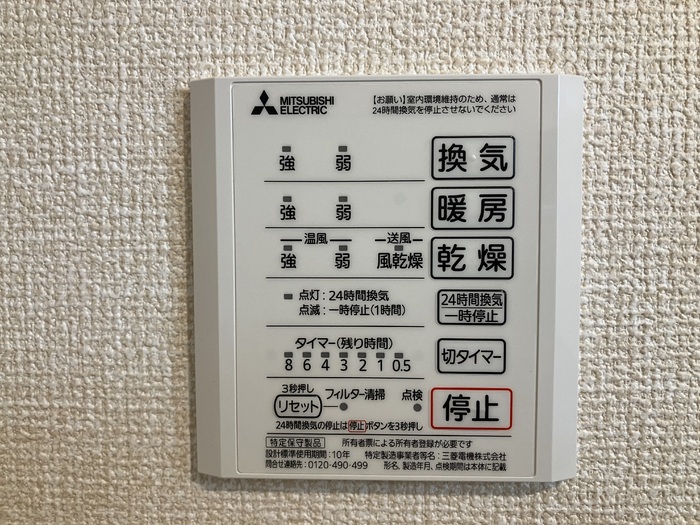 MITSUBISHI
ELECTRIC
【お願い】室内環境維持のため、通常は
24時間換気を停止させないでください
強 弱 換気
強 弱 暖房
温風 送風
強 弱 風乾燥 乾燥
点灯：24時間換気
点滅：一時停止(1時間)
24時間換気
一時停止
タイマー(残り時間)
8 6 4 3 2 1 0.5
切タイマー
3秒押し
リセット フィルター清掃 点検
停止
24時間換気の停止は停止ボタンを3秒押し
特定保守製品 所有者票による所有者登録が必要です
設計標準使用期間：10年 特定製造事業者等名：三菱電機株式会社
問合せ連絡先：0120-490-499 形名、製造年月、点検期間は本体に記載